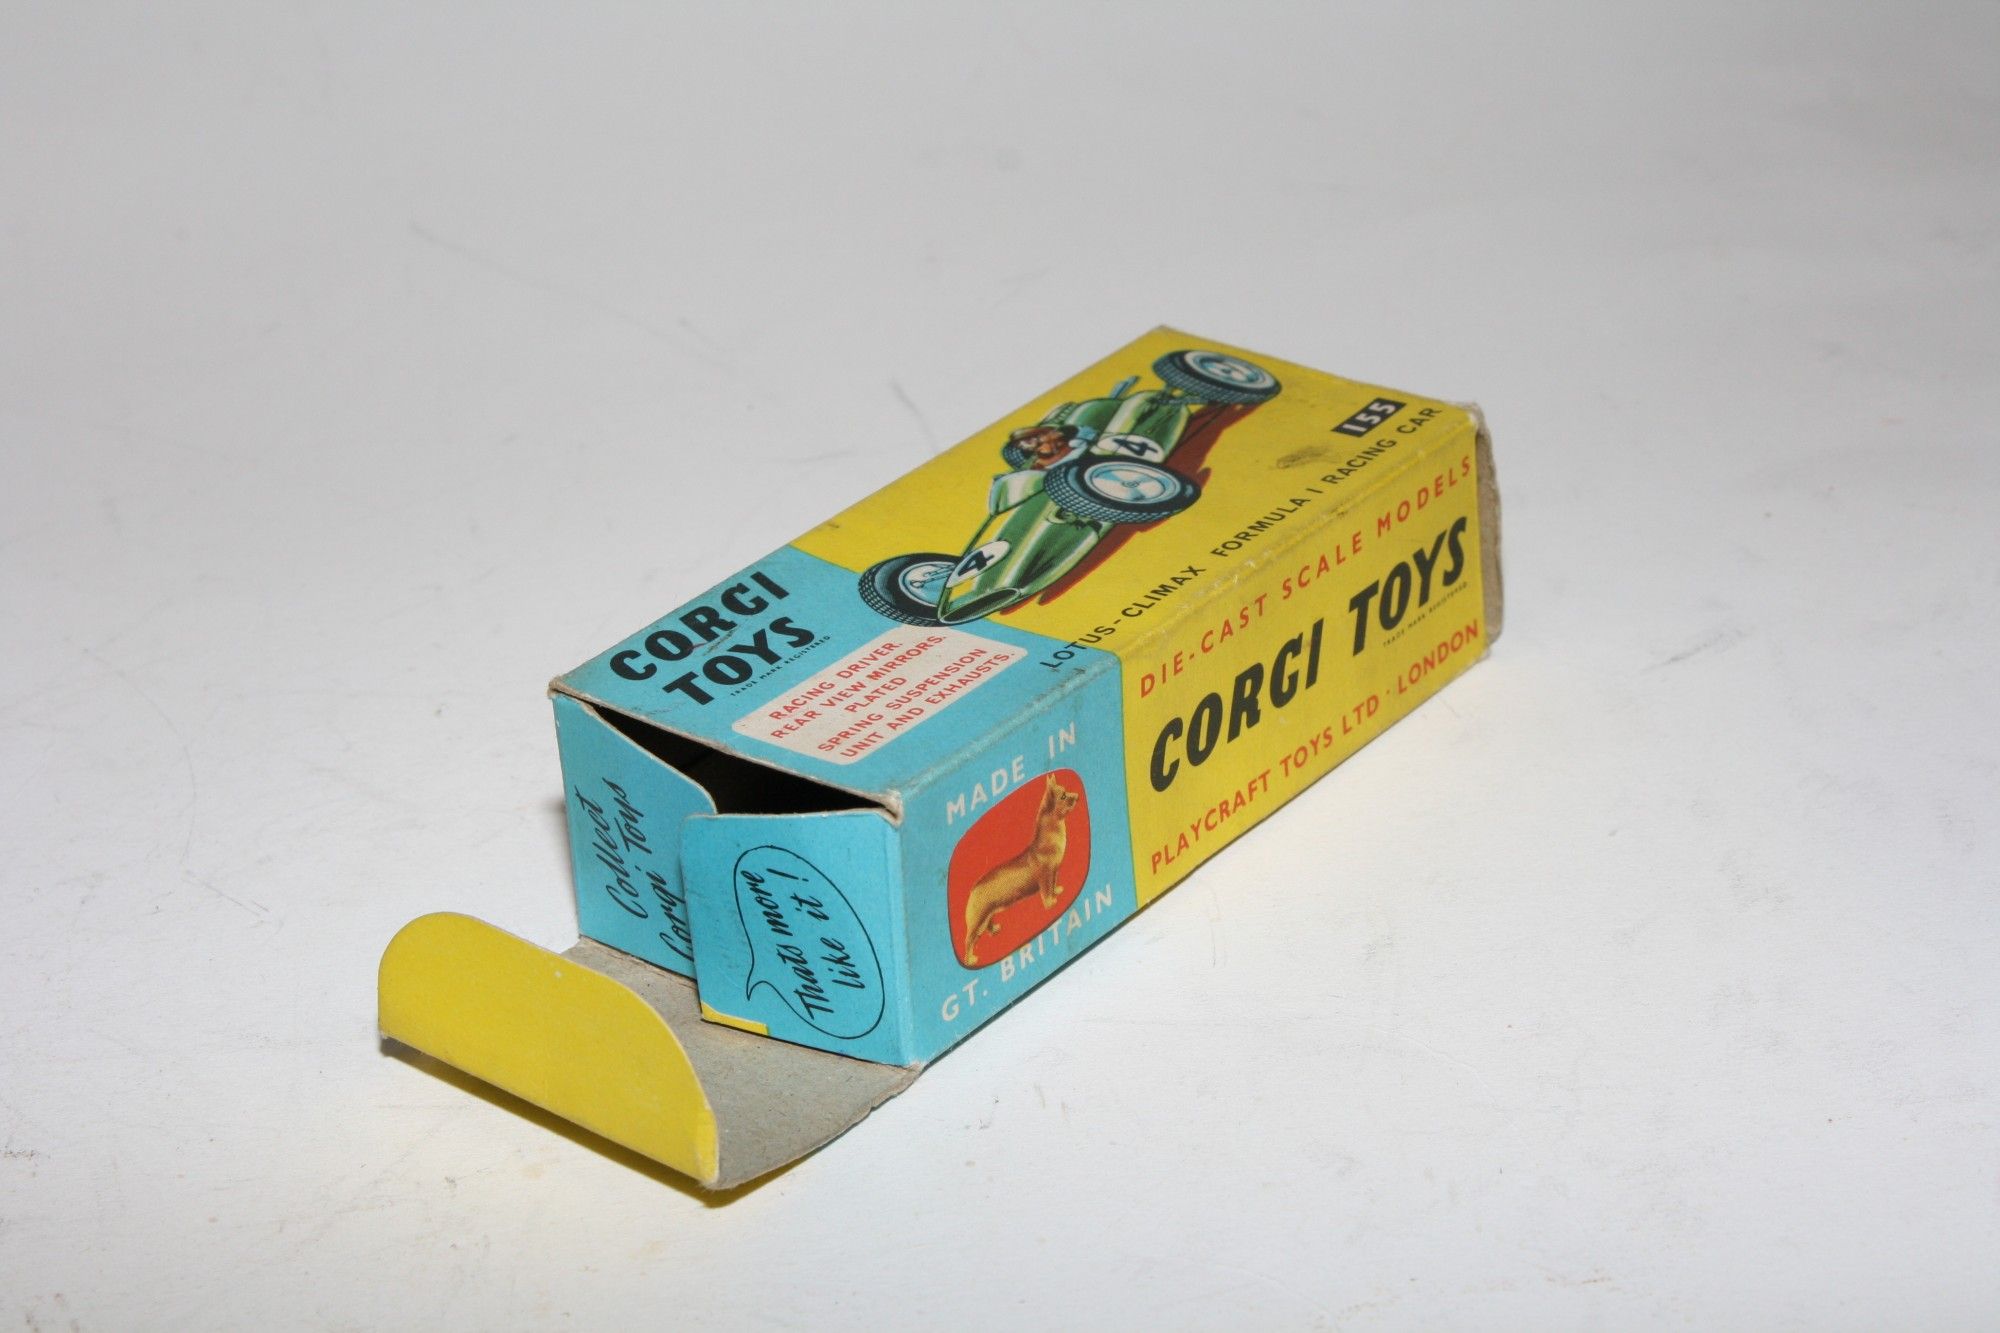 CORGI
TOYS
TRADE MARK REGISTERED
RACING DRIVER.
REAR VIEW MIRRORS.
PLATED
SPRING SUSPENSION
UNIT AND EXHAUSTS.
4
4
155
LOTUS-CLIMAX FORMULA 1 RACING CAR
DIE-CAST SCALE MODELS
CORGI TOYS
TRADE MARK REGISTERED
PLAYCRAFT TOYS LTD · LONDON
MADE IN
GT. BRITAIN
Collect
Corgi Toys
Thats more
like it!